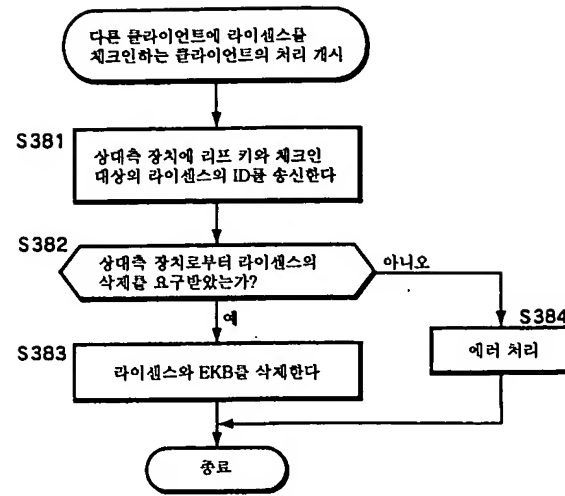 다른 클라이언트에 라이센스를
체크인하는 클라이언트의 처리 개시
S381
상대측 장치에 리프 키와 체크인
대상의 라이센스의 ID를 송신한다
S382
상대측 장치로부터 라이센스의
삭제를 요구받았는가?
아니오
예
S384
에러 처리
S383
라이센스와 EKB를 삭제한다
종료